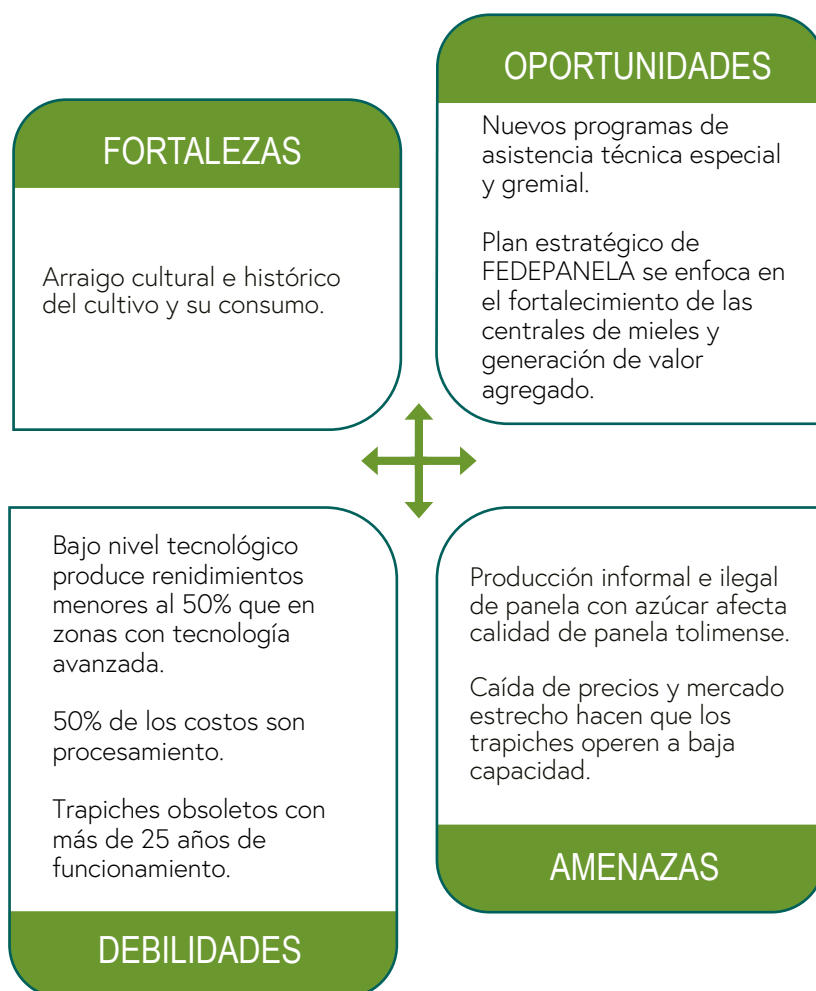 FORTALEZAS
Arraigo cultural e histórico
del cultivo y su consumo.
OPORTUNIDADES
Nuevos programas de
asistencia técnica especial
y gremial.
Plan estratégico de
FEDEPANELA se enfoca en
el fortalecimiento de las
centrales de mieles y
generación de valor
agregado.
Bajo nivel tecnológico
produce renidimientos
menores al 50% que en
zonas con tecnología
avanzada.
50% de los costos son
procesamiento.
Trapiches obsoletos con
más de 25 años de
funcionamiento.
DEBILIDADES
Producción informal e ilegal
de panela con azúcar afecta
calidad de panela tolimense.
Caída de precios y mercado
estrecho hacen que los
trapiches operen a baja
capacidad.
AMENAZAS